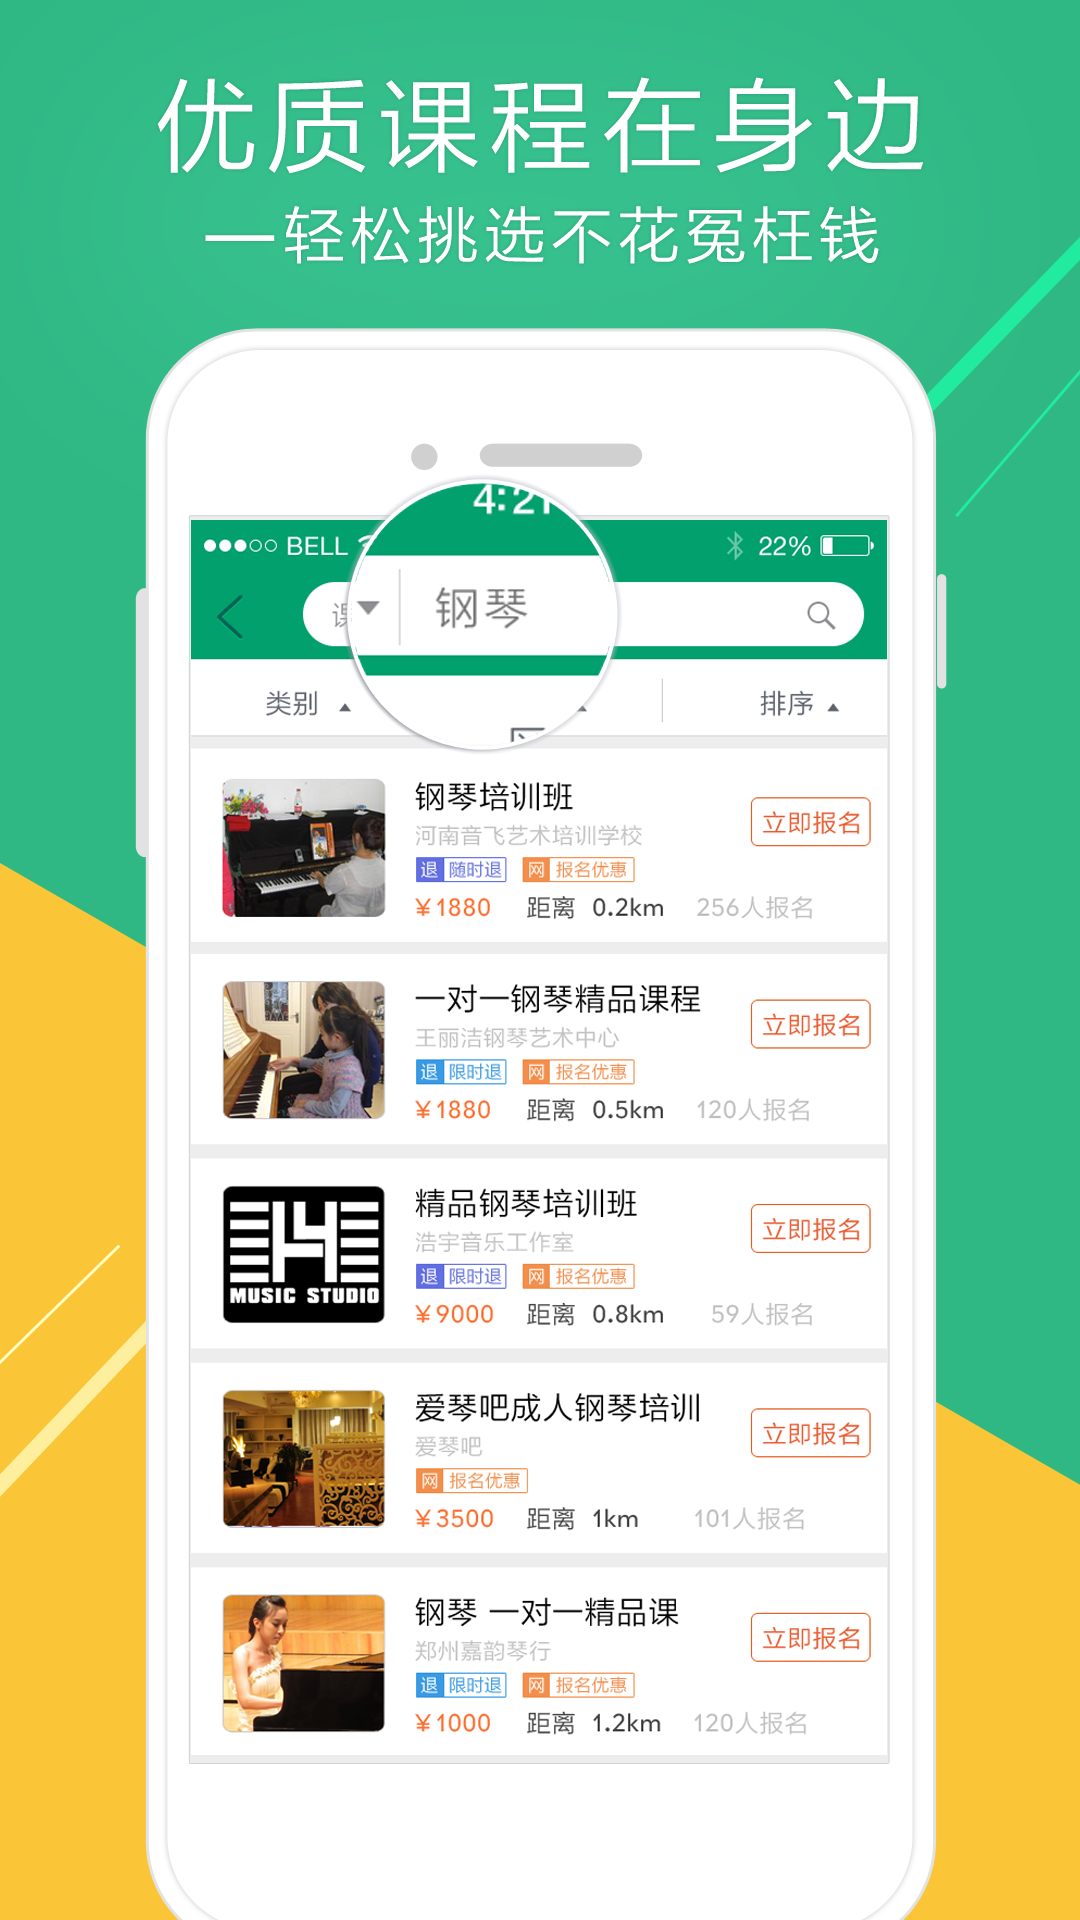 优质课程在身边
—轻松挑选不花冤枉钱
BELL
4:21
22%
钢琴
类别
排序
钢琴培训班
河南音飞艺术培训学校
立即报名
退 随时退 网 报名优惠
¥1880 距离 0.2km 256人报名
一对一钢琴精品课程
王丽洁钢琴艺术中心
立即报名
退 限时退 网 报名优惠
¥1880 距离 0.5km 120人报名
MUSIC STUDIO
精品钢琴培训班
浩宇音乐工作室
立即报名
退 限时退 网 报名优惠
¥9000 距离 0.8km 59人报名
爱琴吧成人钢琴培训
爱琴吧
立即报名
网 报名优惠
¥3500 距离 1km 101人报名
钢琴 一对一精品课
郑州嘉韵琴行
立即报名
退 限时退 网 报名优惠
¥1000 距离 1.2km 120人报名